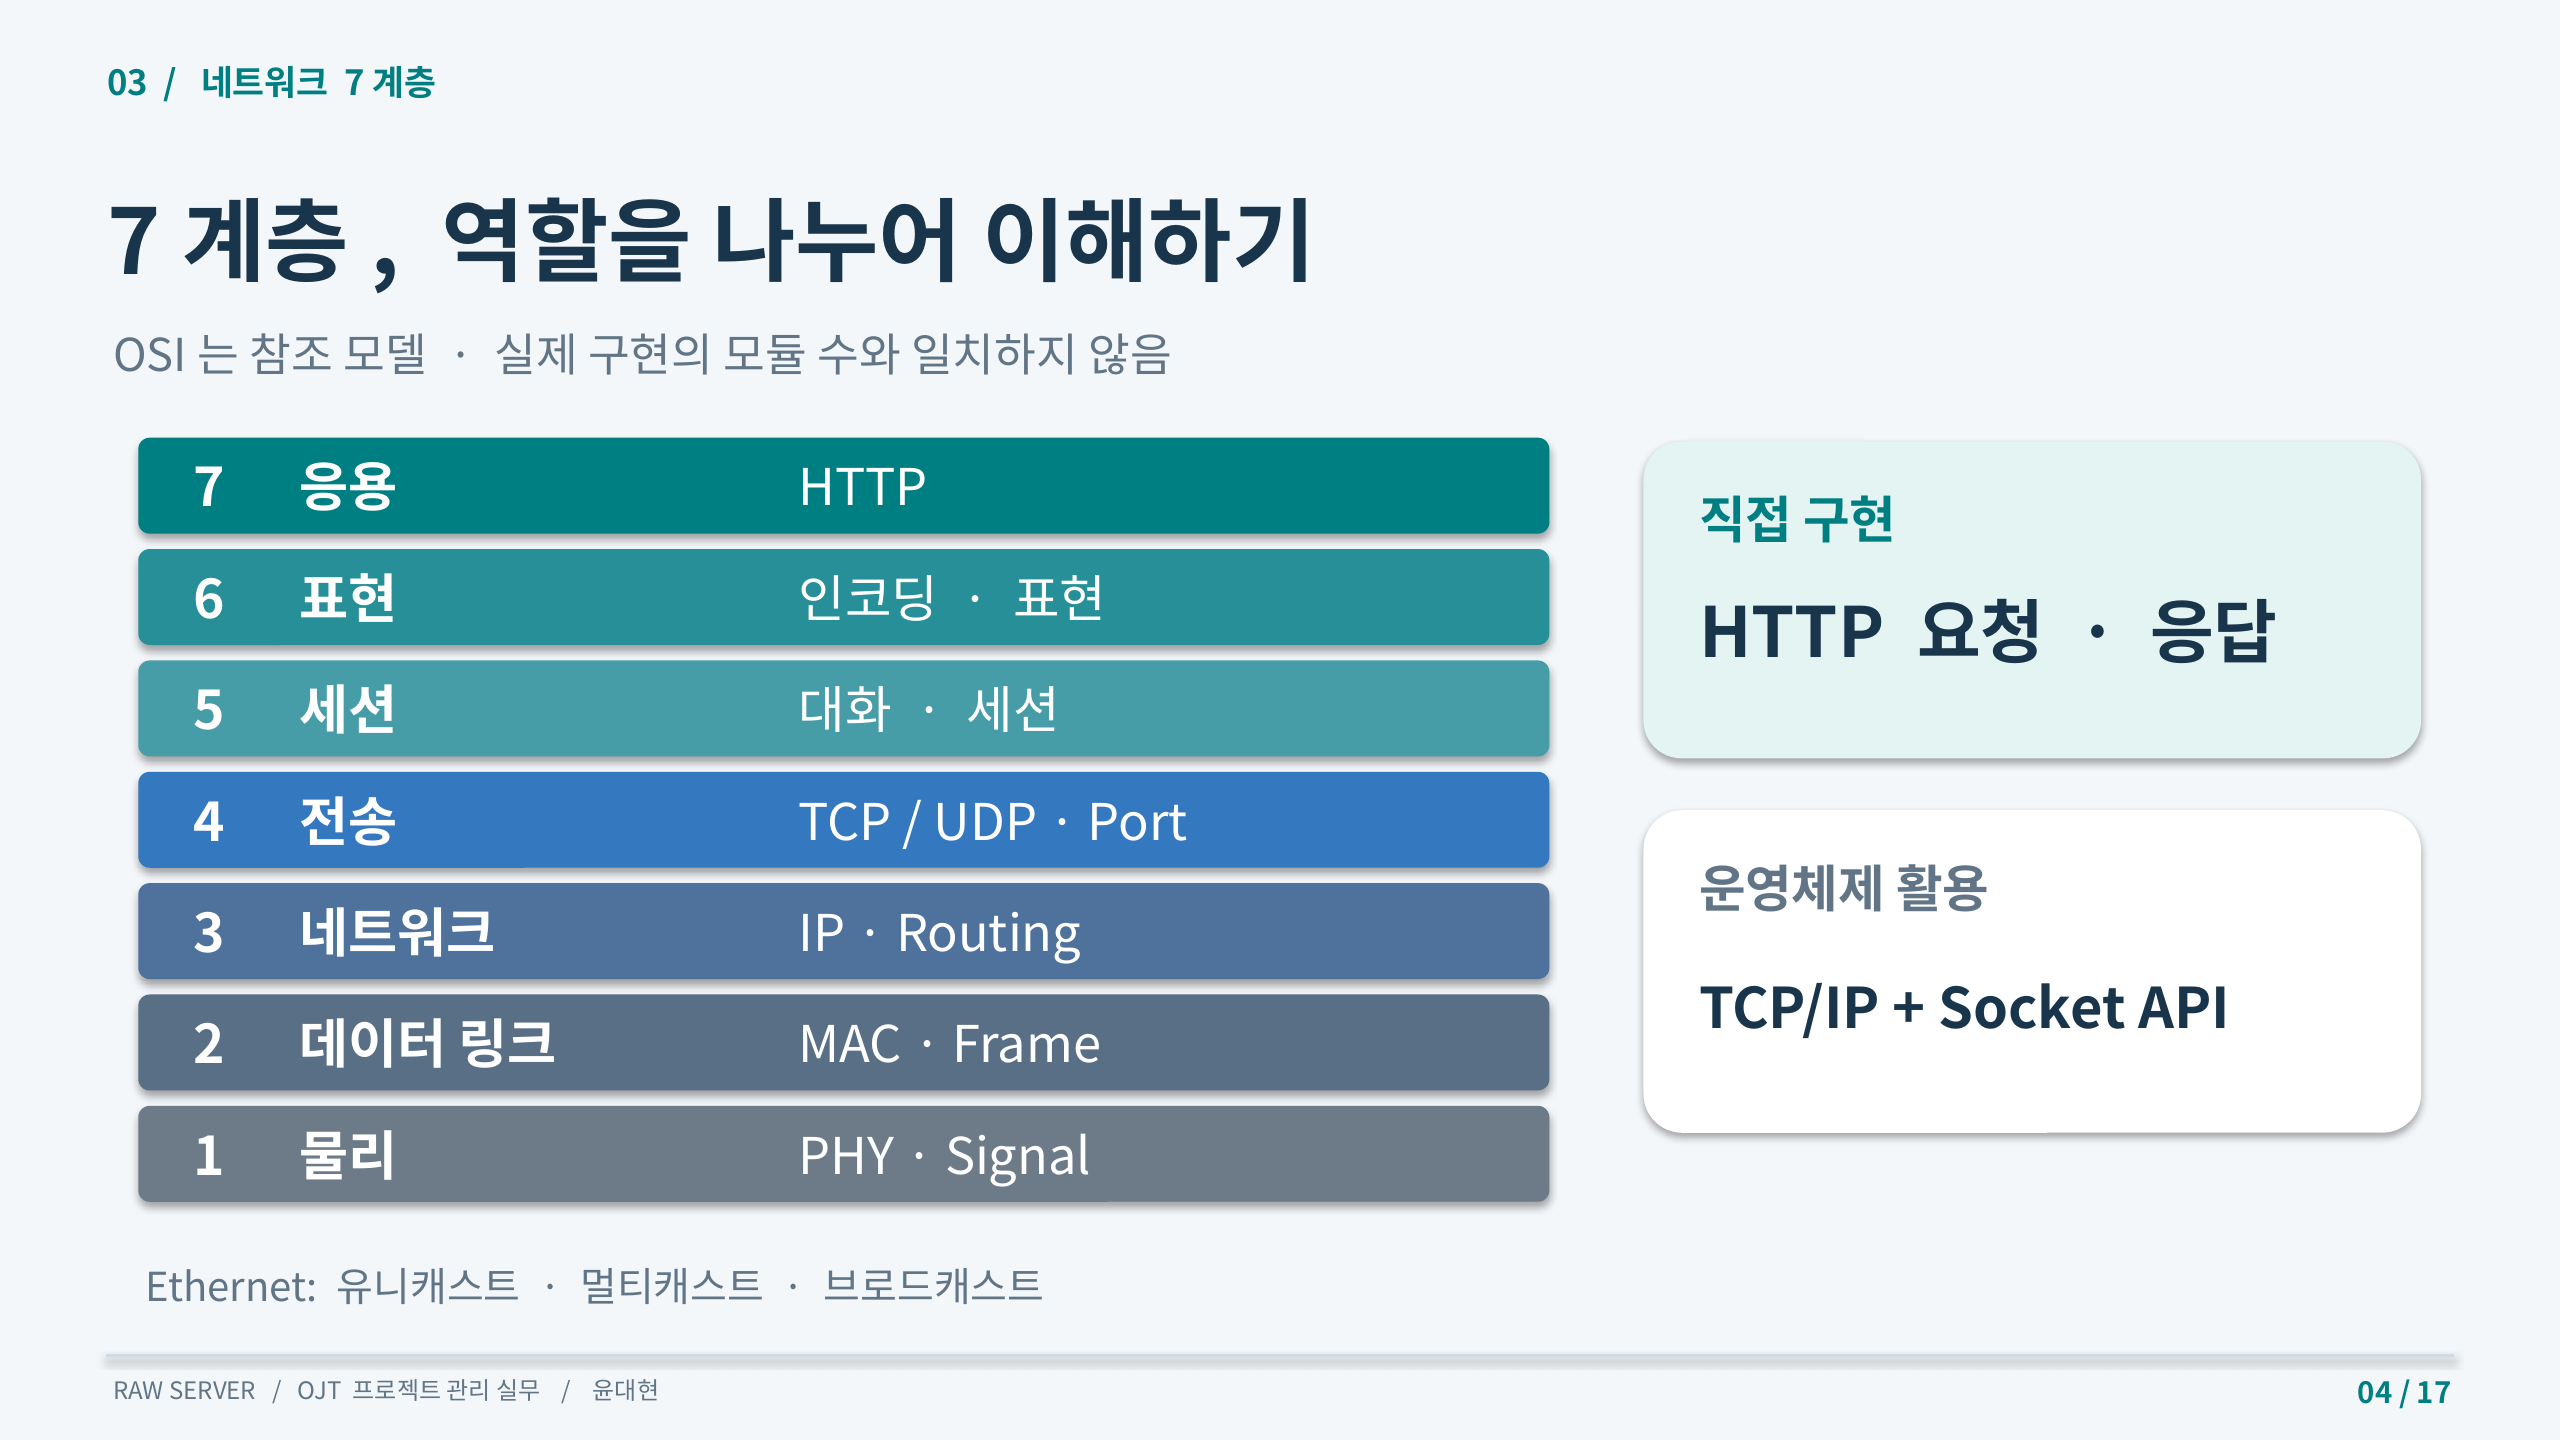 03 / 네트워크 7 계층
7 계층 , 역할을 나누어 이해하기
OSI 는 참조 모델 · 실제 구현의 모듈 수와 일치하지 않음
7 응용 HTTP
6 표현 인코딩 · 표현
5 세션 대화 · 세션
4 전송 TCP / UDP · Port
3 네트워크 IP · Routing
2 데이터 링크 MAC · Frame
1 물리 PHY · Signal
직접 구현
HTTP 요청 · 응답
운영체제 활용
TCP/IP + Socket API
Ethernet: 유니캐스트 · 멀티캐스트 · 브로드캐스트
RAW SERVER / OJT 프로젝트 관리 실무 / 윤대현
04 / 17